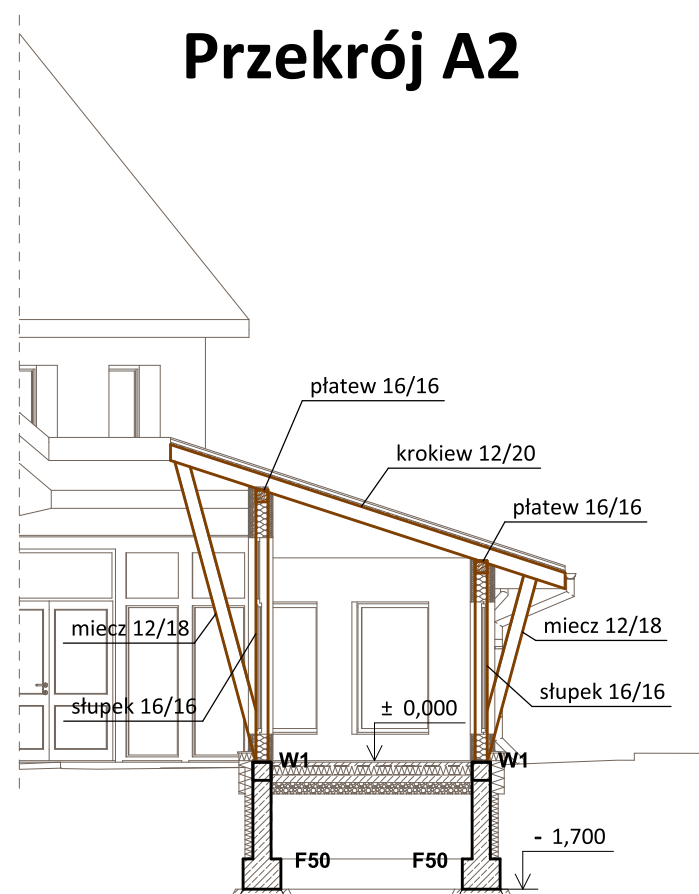 Przekrój A2
płatew 16/16
krokiew 12/20
płatew 16/16
miecz 12/18
miecz 12/18
słupek 16/16
słupek 16/16
± 0,000
W1
W1
- 1,700
F50
F50